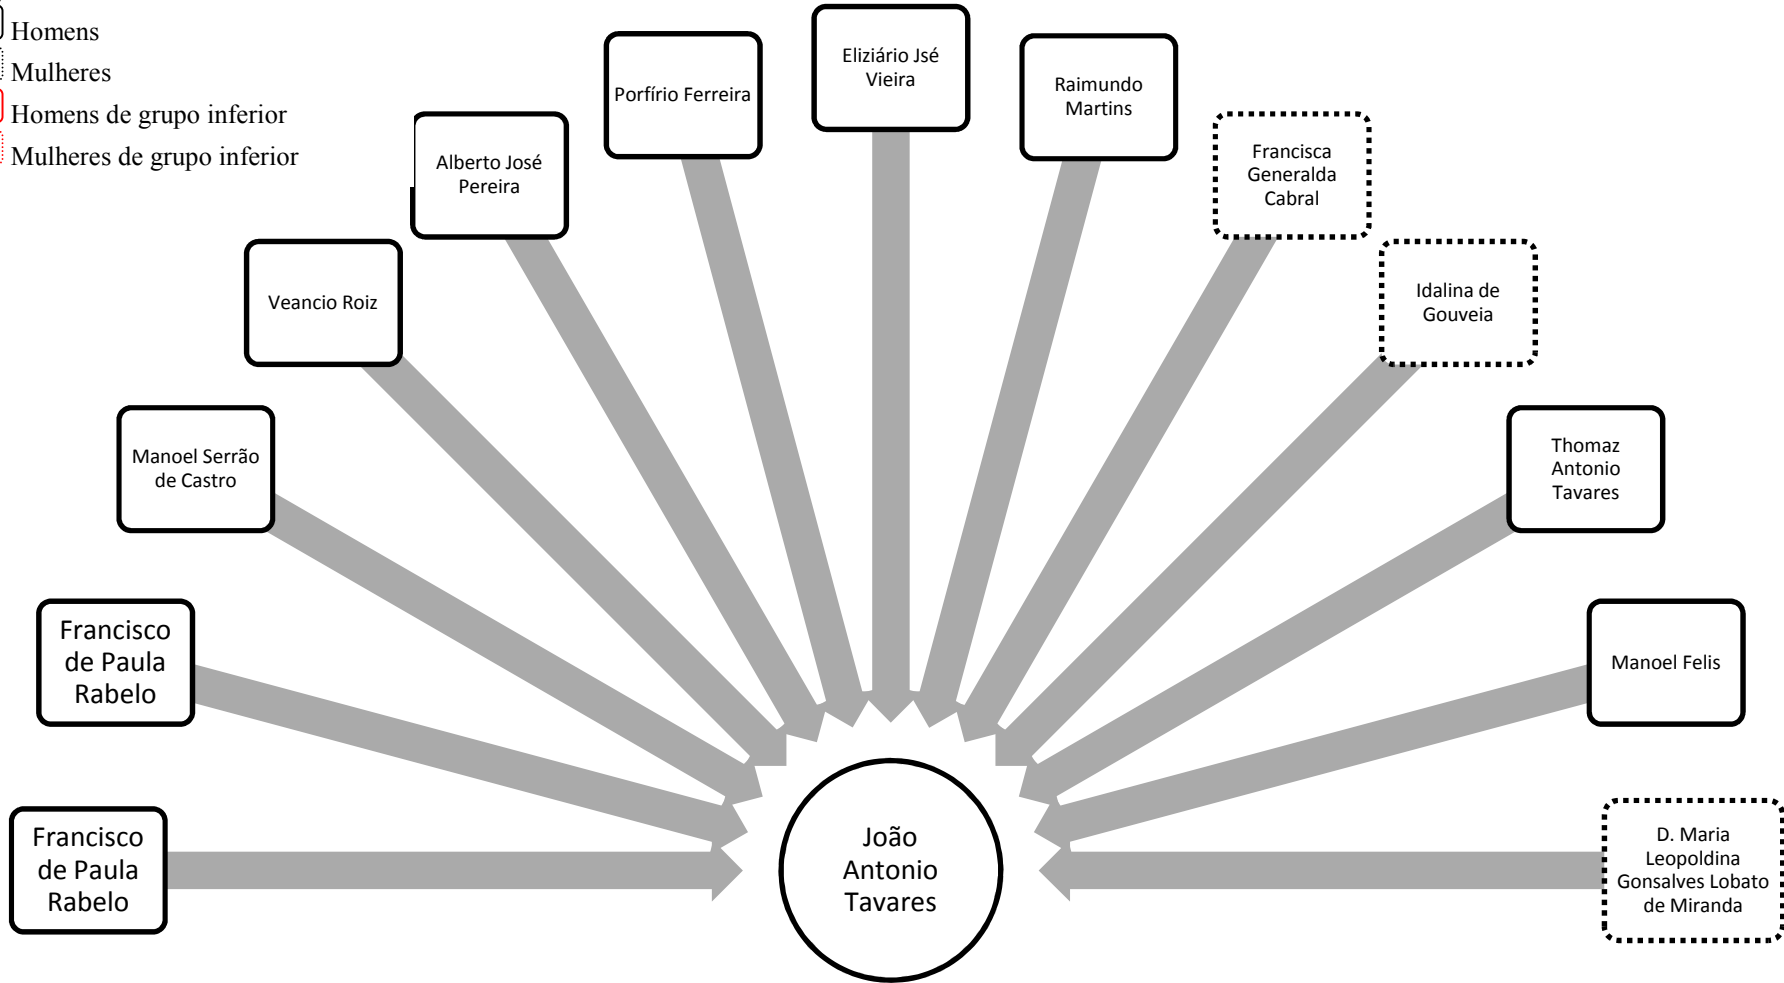 Homens
Mulheres
Homens de grupo inferior
Mulheres de grupo inferior
Francisco
de Paula
Rabelo
Francisco
de Paula
Rabelo
Manoel Serrão
de Castro
Veancio Roiz
Alberto José
Pereira
Porfírio Ferreira
Eliziário Jsé
Vieira
Raimundo
Martins
Francisca
Generalda
Cabral
Idalina de
Gouveia
Thomaz
Antonio
Tavares
Manoel Felis
D. Maria
Leopoldina
Gonsalves Lobato
de Miranda
João
Antonio
Tavares